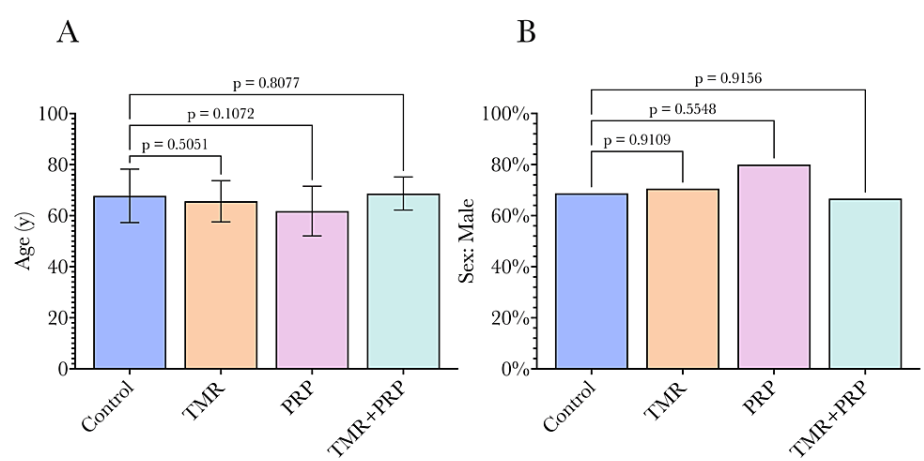 A
B
p = 0.8077
p = 0.1072
p = 0.5051
100
80
60
40
20
0
Age (y)
Control
TMR
PRP
TMR+PRP
p = 0.9156
p = 0.5548
p = 0.9109
100%
80%
60%
40%
20%
0%
Sex: Male
Control
TMR
PRP
TMR+PRP